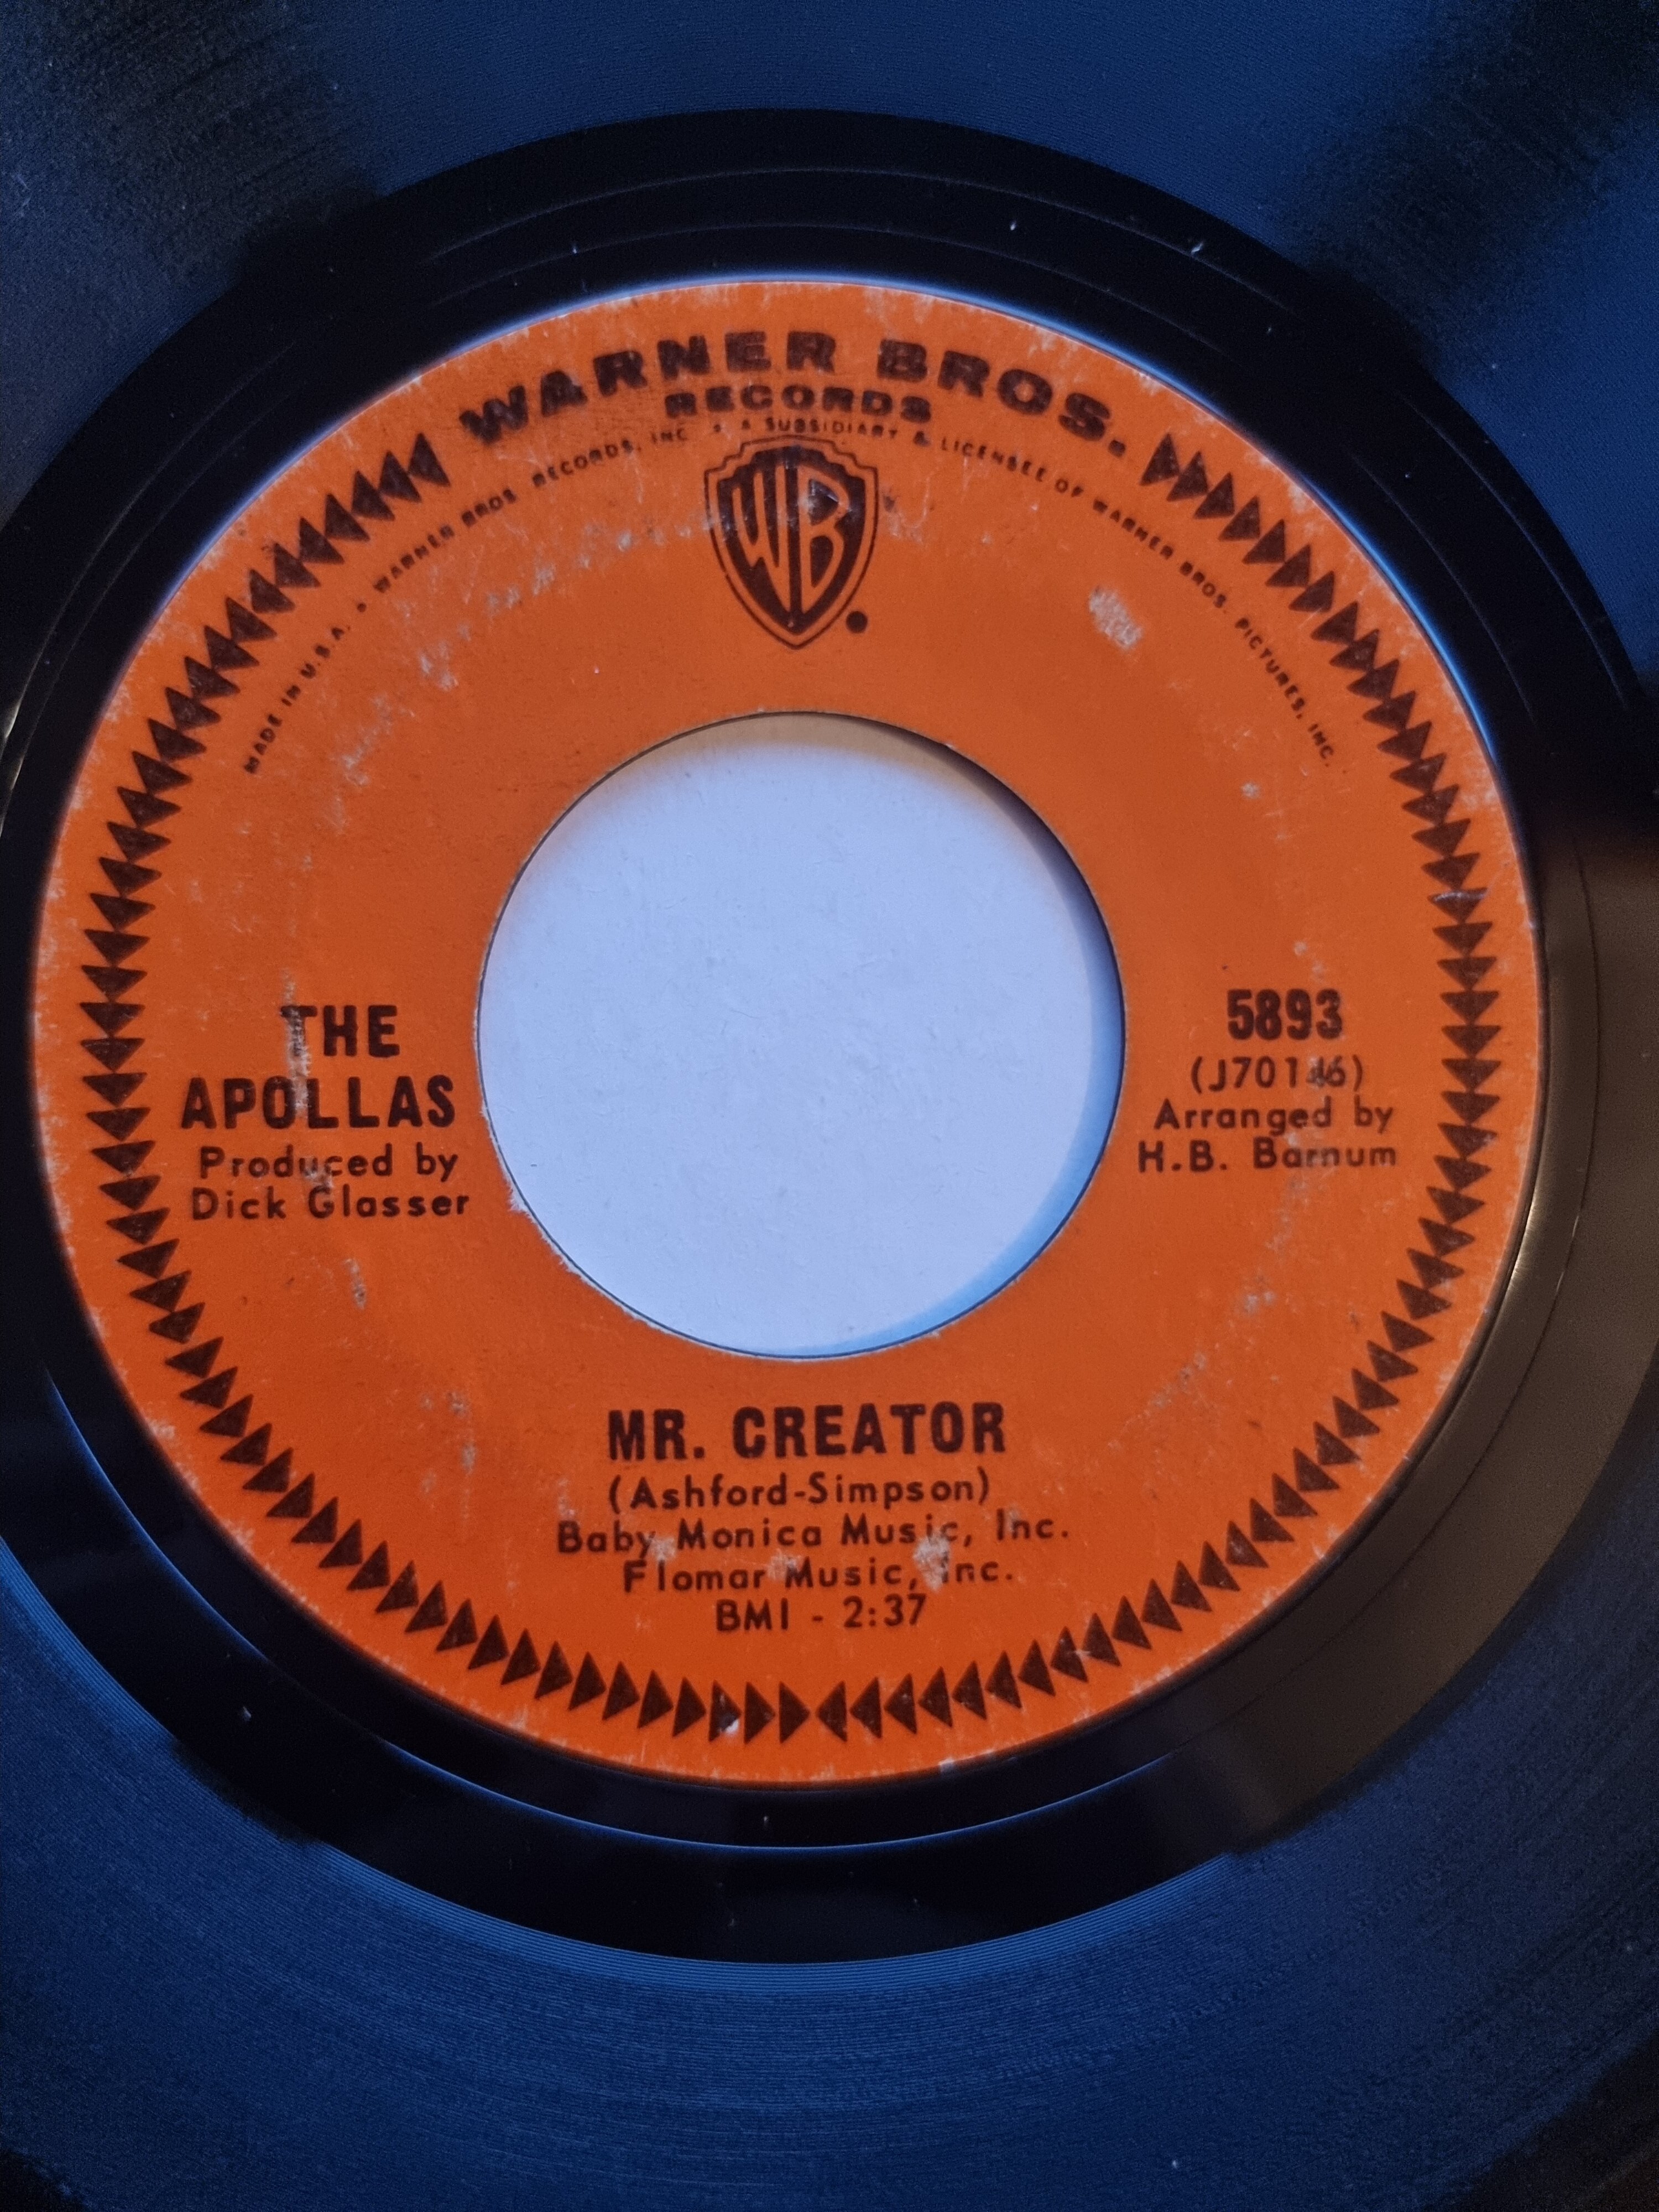 WARNER BROS.
RECORDS
MADE IN U.S.A. • WARNER BROS. RECORDS, INC. • A SUBSIDIARY & LICENSEE OF WARNER BROS. PICTURES, INC.
WB
THE
APOLLAS
Produced by
Dick Glasser
5893
(J70146)
Arranged by
H.B. Barnum
MR. CREATOR
(Ashford-Simpson)
Baby Monica Music, Inc.
Flomar Music, Inc.
BMI - 2:37